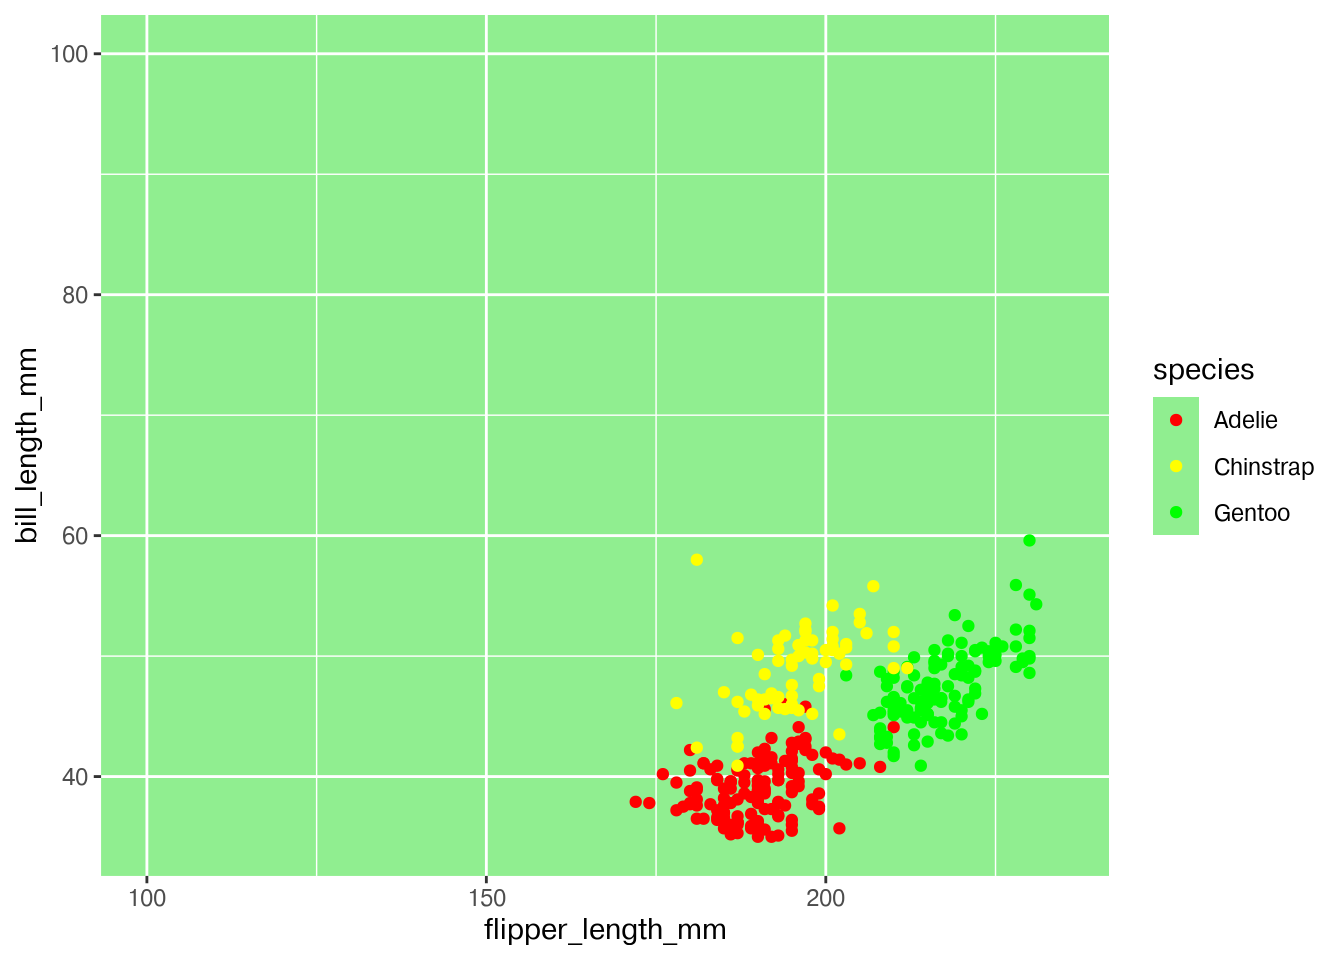 100
80
60
40
bill_length_mm
100
150
200
flipper_length_mm
species
Adelie
Chinstrap
Gentoo